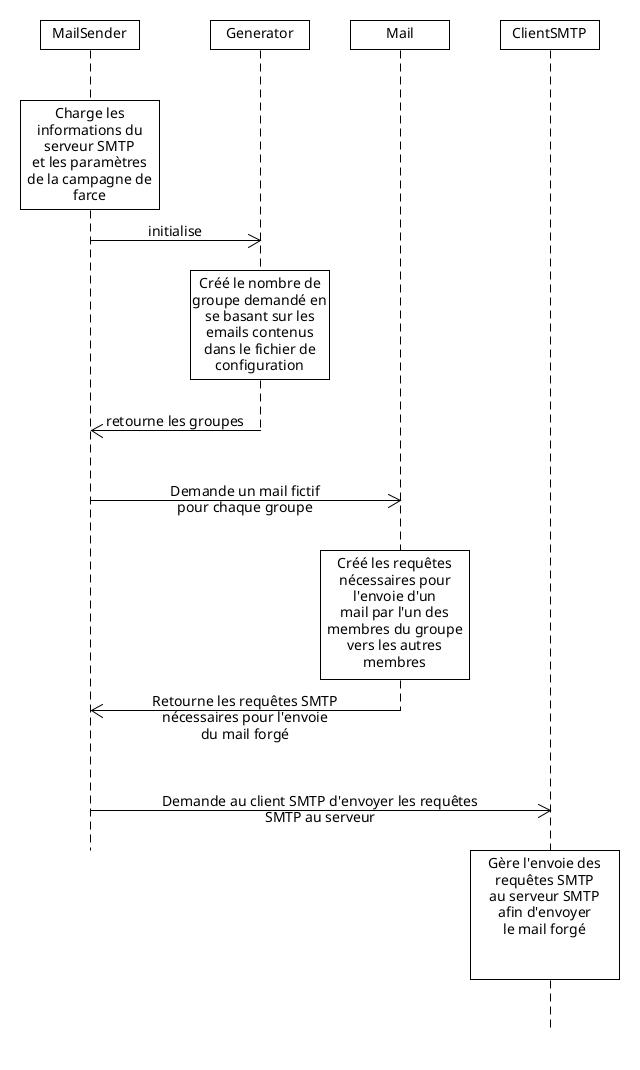 MailSender
Generator
Mail
ClientSMTP
Charge les
informations du
serveur SMTP
et les paramètres
de la campagne de
farce
initialise
Créé le nombre de
groupe demandé en
se basant sur les
emails contenus
dans le fichier de
configuration
retourne les groupes
Demande un mail fictif
pour chaque groupe
Créé les requêtes
nécessaires pour
l'envoie d'un
mail par l'un des
membres du groupe
vers les autres
membres
Retourne les requêtes SMTP
nécessaires pour l'envoie
du mail forgé
Demande au client SMTP d'envoyer les requêtes
SMTP au serveur
Gère l'envoie des
requêtes SMTP
au serveur SMTP
afin d'envoyer
le mail forgé